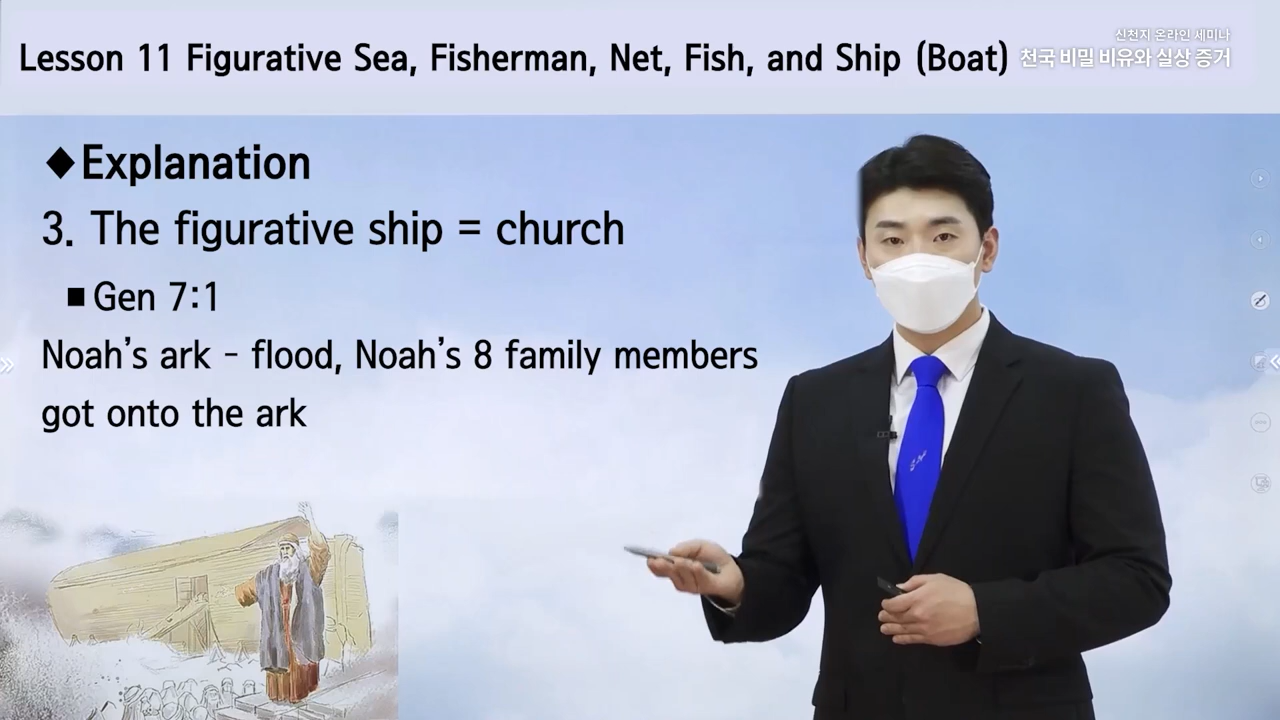 Lesson 11 Figurative Sea, Fisherman, Net, Fish, and Ship (Boat)
신천지 온라인 세미나
천국 비밀 비유와 실상 증거
◆Explanation
3. The figurative ship = church
■Gen 7:1
Noah’s ark - flood, Noah’s 8 family members
got onto the ark